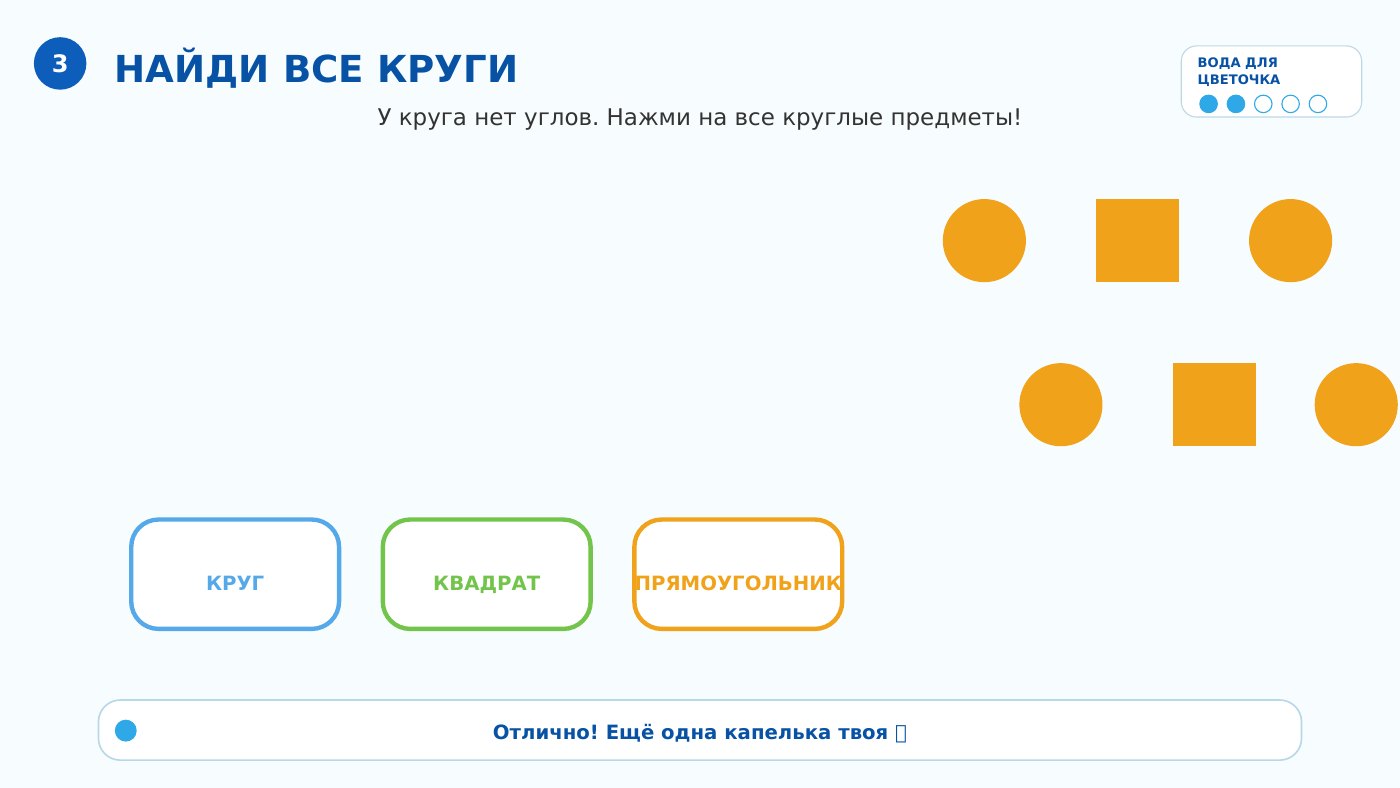 3
НАЙДИ ВСЕ КРУГИ
ВОДА ДЛЯ
ЦВЕТОЧКА
У круга нет углов. Нажми на все круглые предметы!
КРУГ
КВАДРАТ
ПРЯМОУГОЛЬНИК
Отлично! Ещё одна капелька твоя